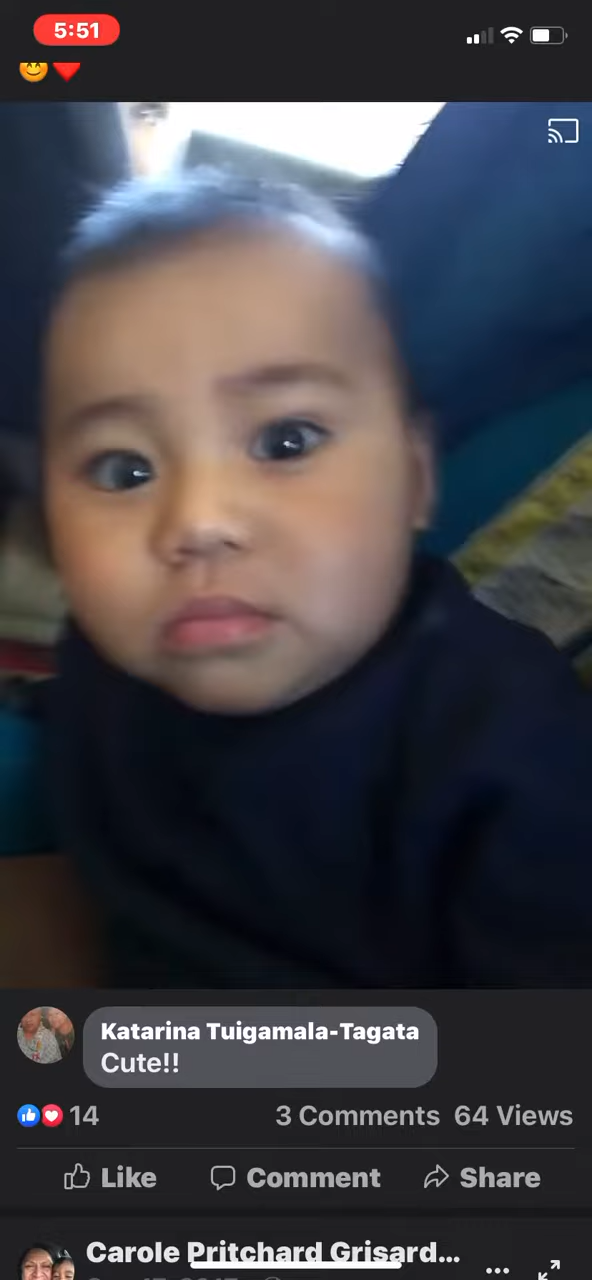 5:51
😊❤️
Katarina Tuigamala-Tagata
Cute!!
14
3 Comments 64 Views
Like Comment Share
Carole Pritchard Grisard...